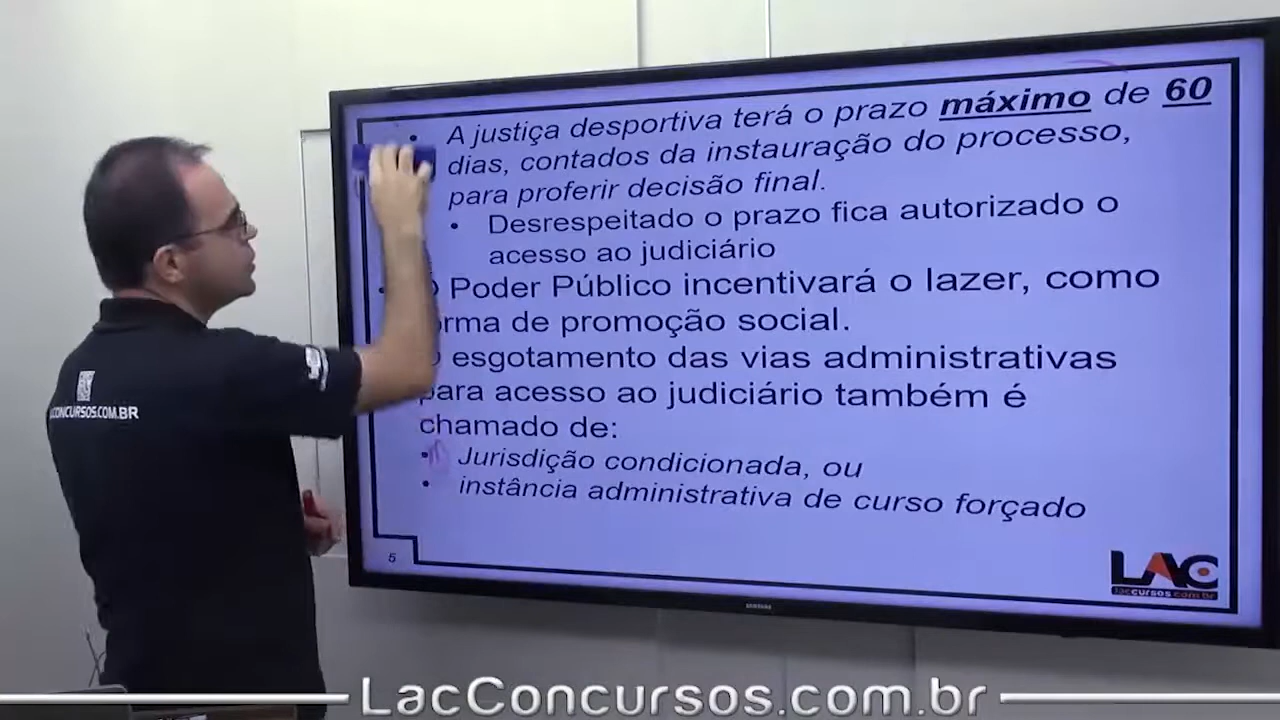 A justiça desportiva terá o prazo máximo de 60
dias, contados da instauração do processo,
para proferir decisão final.
Desrespeitado o prazo fica autorizado o
acesso ao judiciário
O Poder Público incentivará o lazer, como
orma de promoção social.
O esgotamento das vias administrativas
para acesso ao judiciário também é
chamado de:
Jurisdição condicionada, ou
instância administrativa de curso forçado
5
LAC
laccursos.com.br
SAMSUNG
CONCURSOS.COM.BR
LacConcursos.com.br